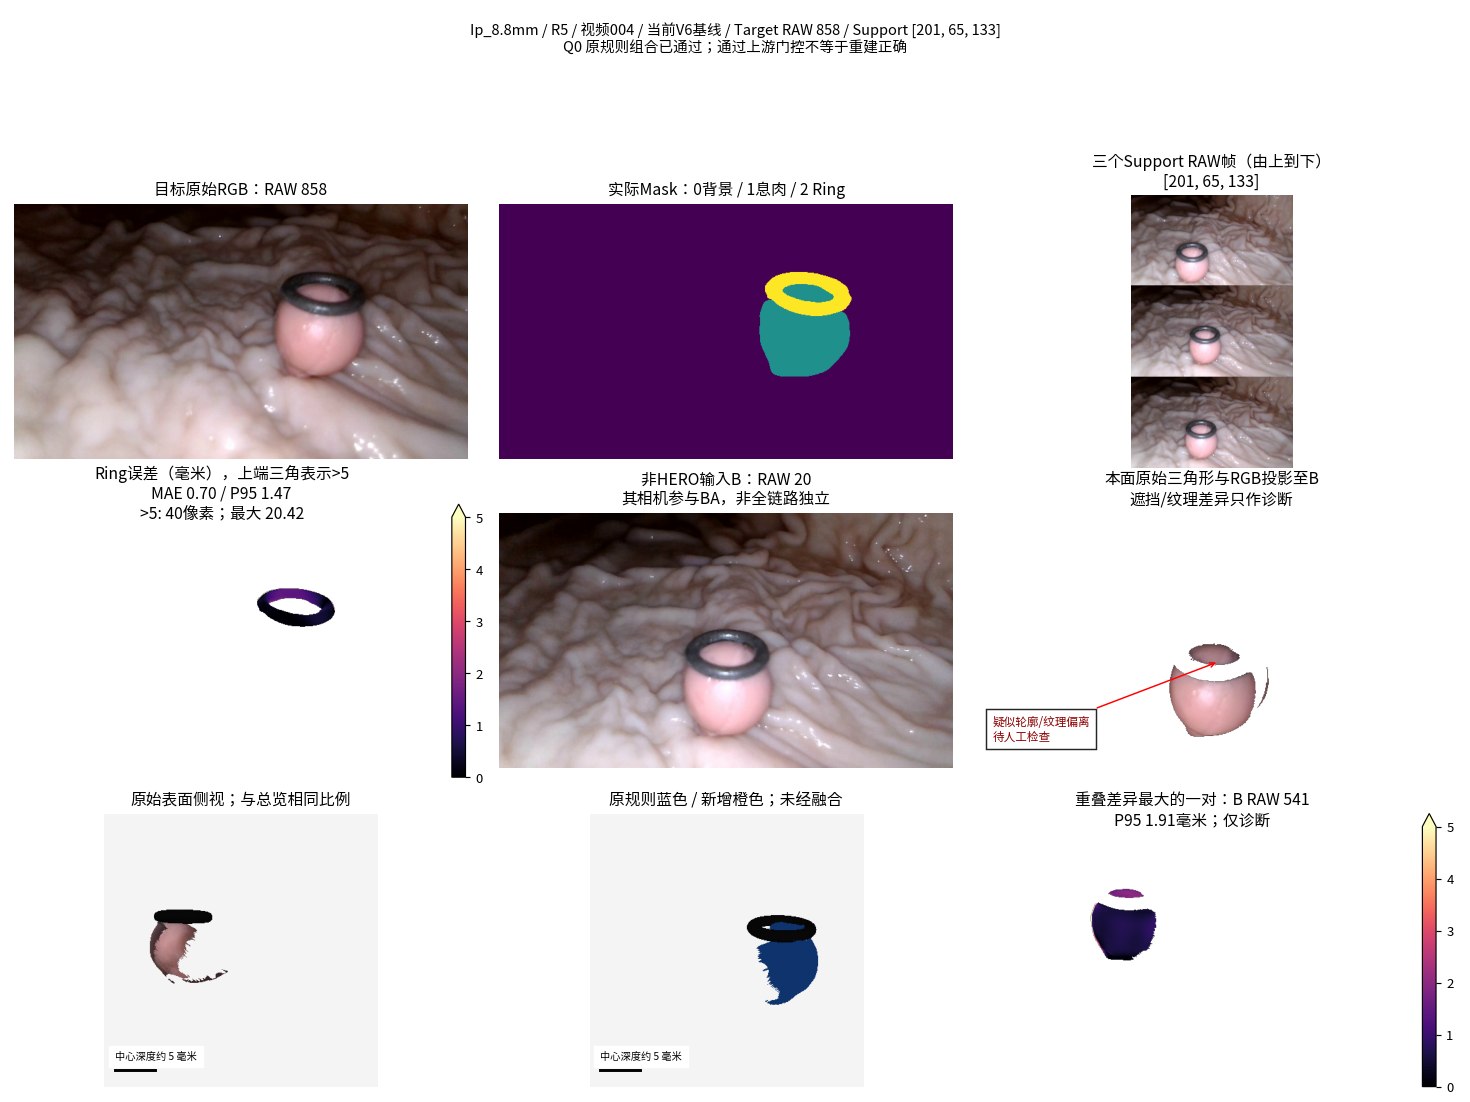 Ip_8.8mm / R5 / 视频004 / 当前V6基线 / Target RAW 858 / Support [201, 65, 133]
Q0 原规则组合已通过；通过上游门控不等于重建正确
目标原始RGB：RAW 858
实际Mask：0背景 / 1息肉 / 2 Ring
三个Support RAW帧（由上到下）
[201, 65, 133]
Ring误差（毫米），上端三角表示>5
MAE 0.70 / P95 1.47
>5: 40像素；最大 20.42
5
4
3
2
1
0
非HERO输入B：RAW 20
其相机参与BA，非全链路独立
本面原始三角形与RGB投影至B
遮挡/纹理差异只作诊断
疑似轮廓/纹理偏离
待人工检查
原始表面侧视；与总览相同比例
中心深度约 5 毫米
原规则蓝色 / 新增橙色；未经融合
中心深度约 5 毫米
重叠差异最大的一对：B RAW 541
P95 1.91毫米；仅诊断
5
4
3
2
1
0